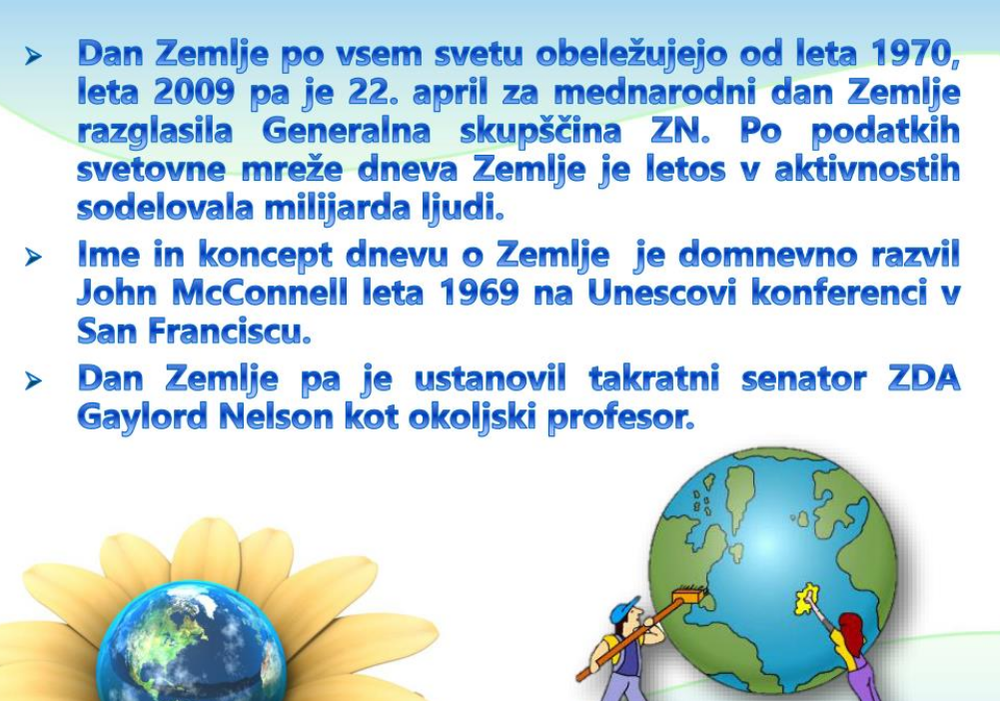 Dan Zemlje po vsem svetu obeležujejo od leta 1970,
leta 2009 pa je 22. april za mednarodni dan Zemlje
razglasila Generalna skupščina ZN. Po podatkih
svetovne mreže dneva Zemlje je letos v aktivnostih
sodelovala milijarda ljudi.
Ime in koncept dnevu o Zemlje je domnevno razvil
John McConnell leta 1969 na Unescovi konferenci v
San Franciscu.
Dan Zemlje pa je ustanovil takratni senator ZDA
Gaylord Nelson kot okoljski profesor.